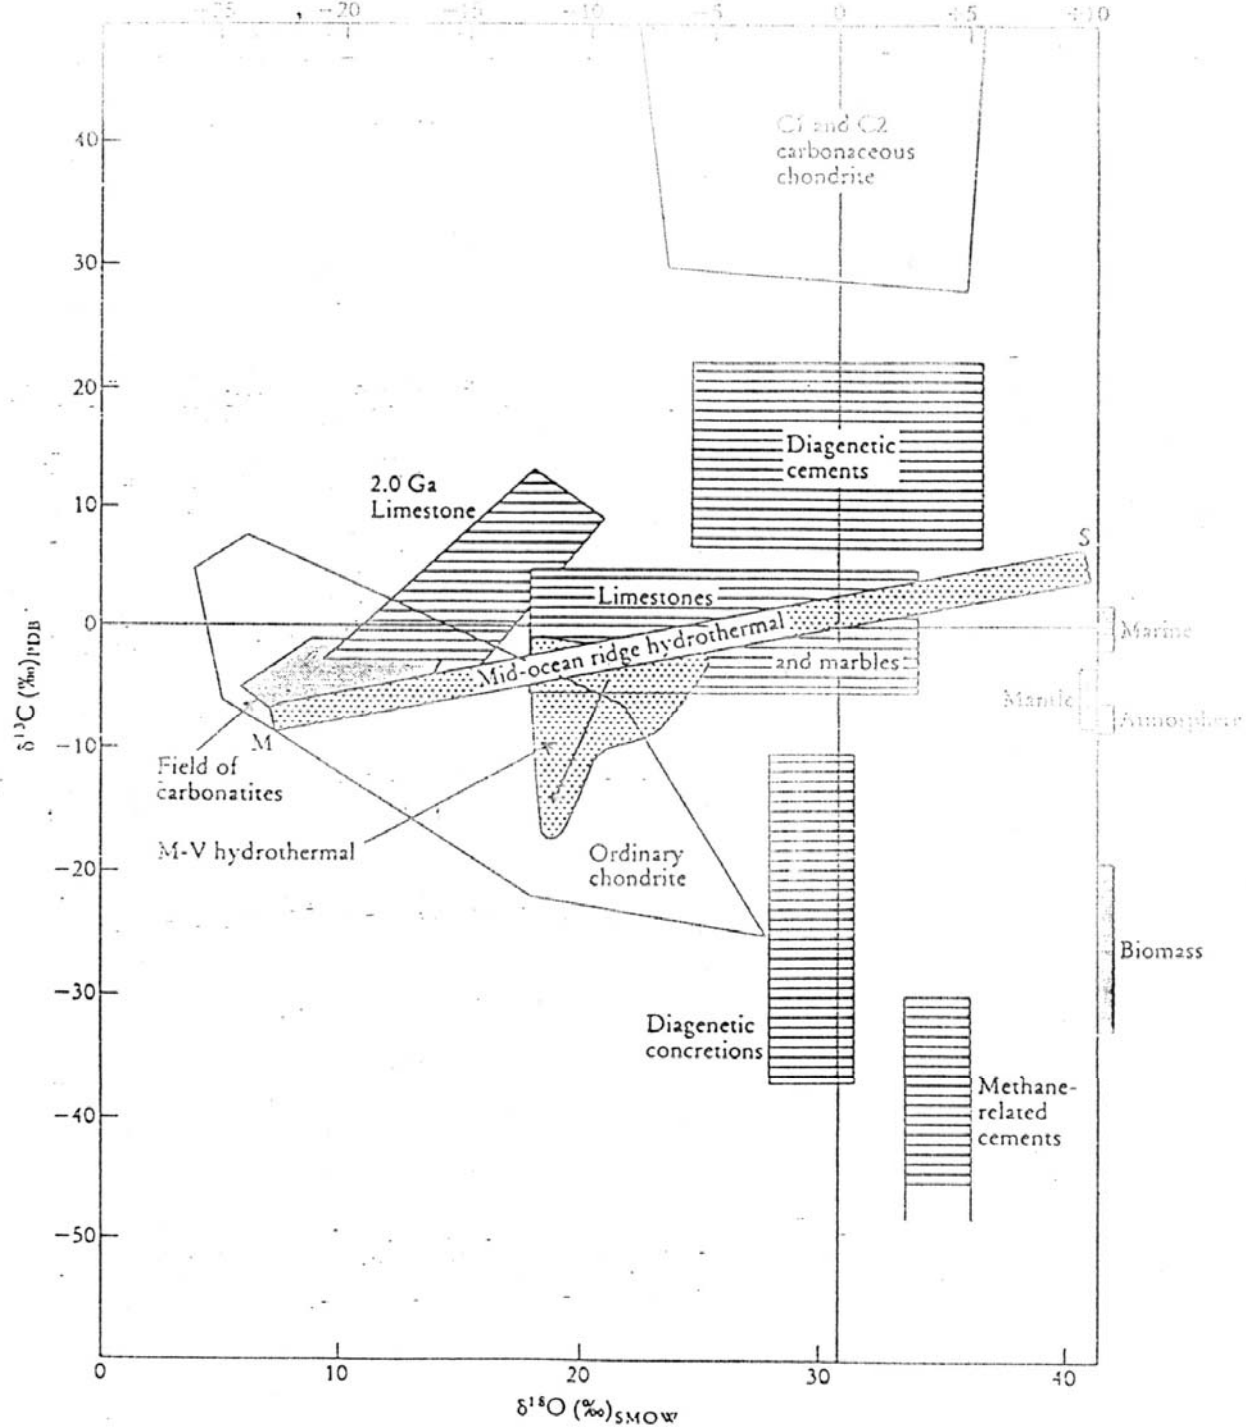 -25 -20 -15 -10 -5 0 +5 +10
C1 and C2
carbonaceous
chondrite
40
30
20
10
0
−10
−20
−30
−40
−50
δ¹³C (‰)PDB
Diagenetic
cements
2.0 Ga
Limestone
S
Limestones
Mid-ocean ridge hydrothermal
and marbles
Marine
Mantle
Atmosphere
M
Field of
carbonatites
M-V hydrothermal
Ordinary
chondrite
Biomass
Diagenetic
concretions
Methane-
related
cements
0 10 20 30 40
δ¹⁸O (‰)SMOW